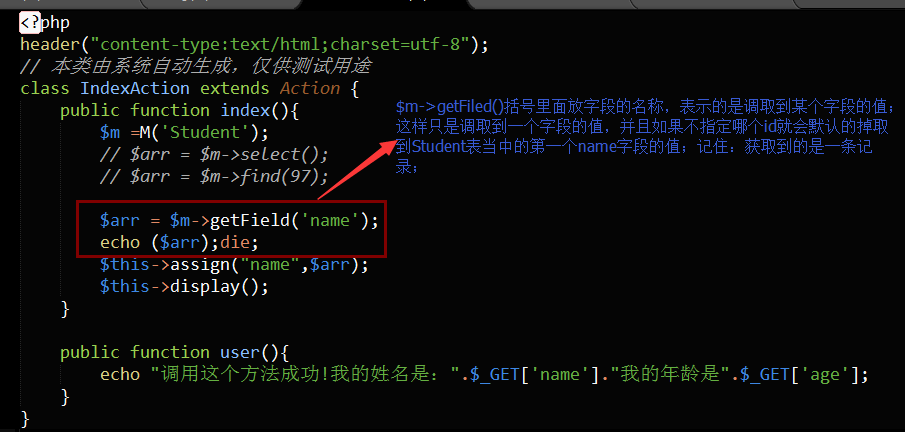 <?php
header("content-type:text/html;charset=utf-8");
// 本类由系统自动生成，仅供测试用途
class IndexAction extends Action {
public function index(){
$m =M('Student');
// $arr = $m->select();
// $arr = $m->find(97);
$arr = $m->getField('name');
echo ($arr);die;
$this->assign("name",$arr);
$this->display();
}
public function user(){
echo "调用这个方法成功!我的姓名是：".$_GET['name']."我的年龄是".$_GET['age'];
}
}
$m->getFiled()括号里面放字段的名称，表示的是调取到某个字段的值；
这样只是调取到一个字段的值，并且如果不指定哪个id就会默认的掉取
到Student表当中的第一个name字段的值；记住：获取到的是一条记
录；